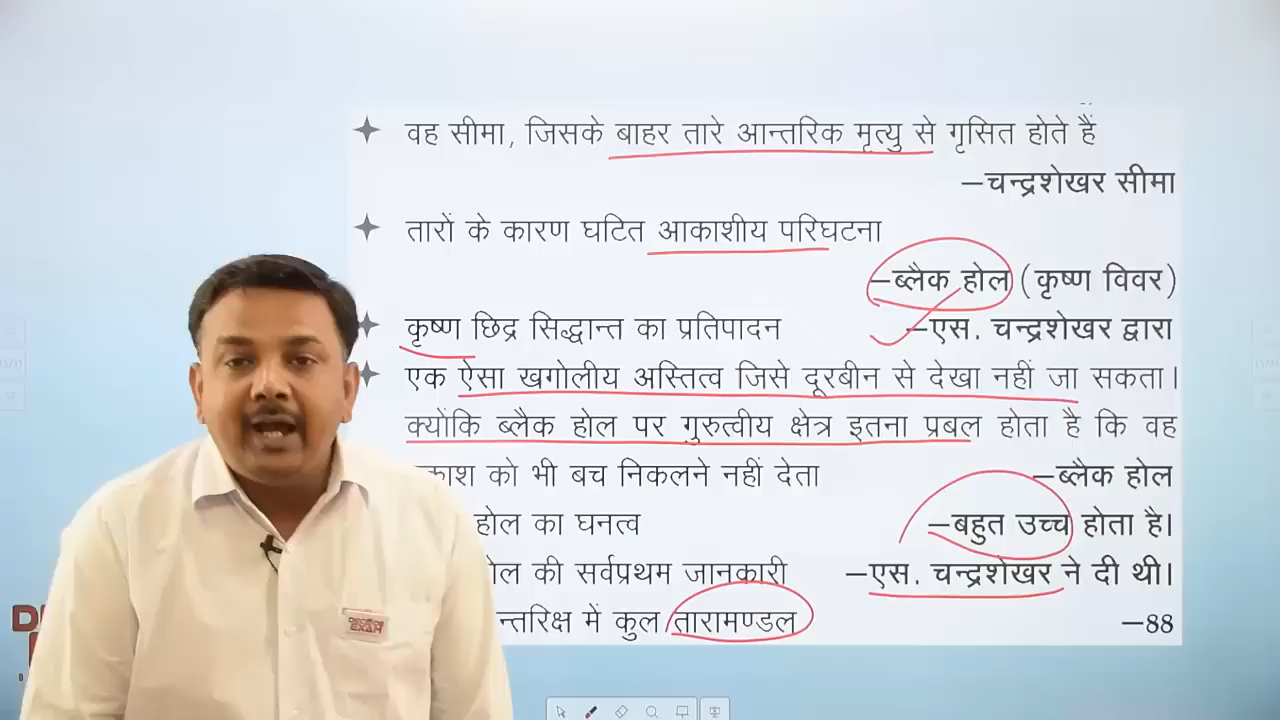 वह सीमा, जिसके बाहर तारे आन्तरिक मृत्यु से गृसित होते हैं
–चन्द्रशेखर सीमा
तारों के कारण घटित आकाशीय परिघटना
–ब्लैक होल (कृष्ण विवर)
कृष्ण छिद्र सिद्धान्त का प्रतिपादन –एस. चन्द्रशेखर द्वारा
एक ऐसा खगोलीय अस्तित्व जिसे दूरबीन से देखा नहीं जा सकता।
क्योंकि ब्लैक होल पर गुरुत्वीय क्षेत्र इतना प्रबल होता है कि वह
को भी बच निकलने नहीं देता –ब्लैक होल
होल का घनत्व –बहुत उच्च होता है।
की सर्वप्रथम जानकारी –एस. चन्द्रशेखर ने दी थी।
में कुल तारामण्डल –88
EXAM